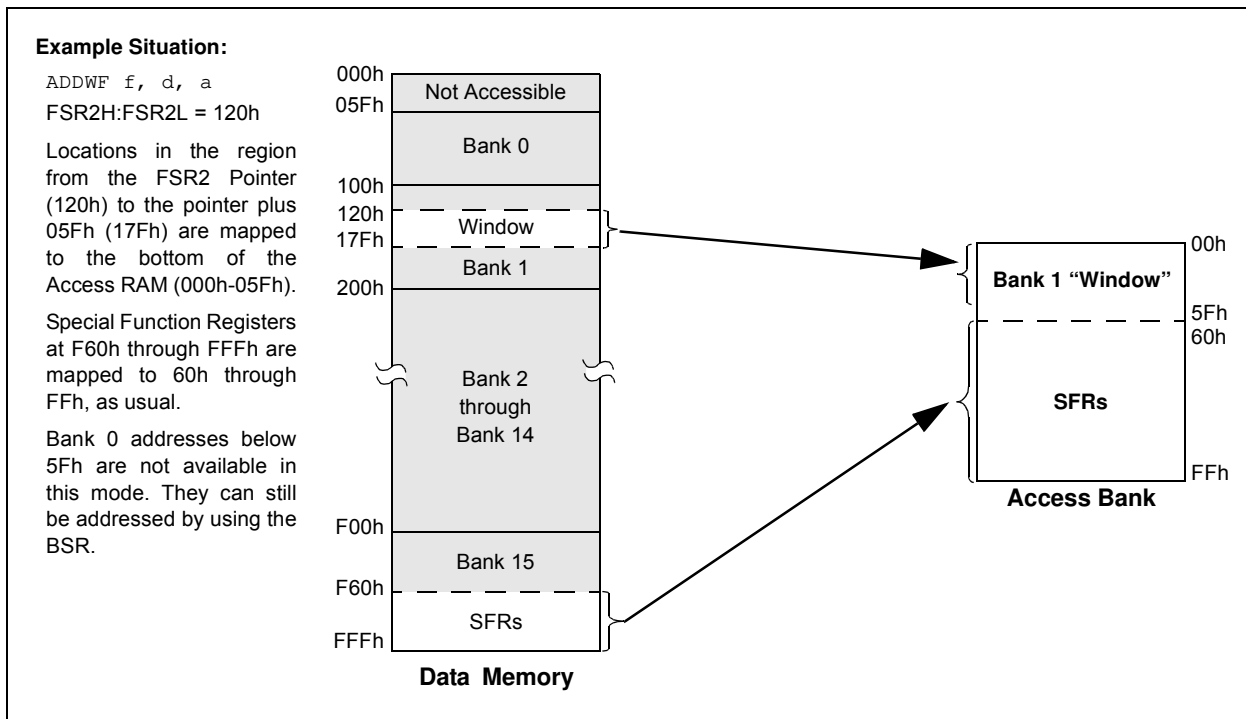 Example Situation:
ADDWF f, d, a
FSR2H:FSR2L = 120h
Locations in the region
from the FSR2 Pointer
(120h) to the pointer plus
05Fh (17Fh) are mapped
to the bottom of the
Access RAM (000h-05Fh).
Special Function Registers
at F60h through FFFh are
mapped to 60h through
FFh, as usual.
Bank 0 addresses below
5Fh are not available in
this mode. They can still
be addressed by using the
BSR.
000h
Not Accessible
05Fh
Bank 0
100h
120h
Window
17Fh
Bank 1
200h
Bank 2
through
Bank 14
F00h
Bank 15
F60h
SFRs
FFFh
Data Memory
00h
Bank 1 “Window”
5Fh
60h
SFRs
FFh
Access Bank